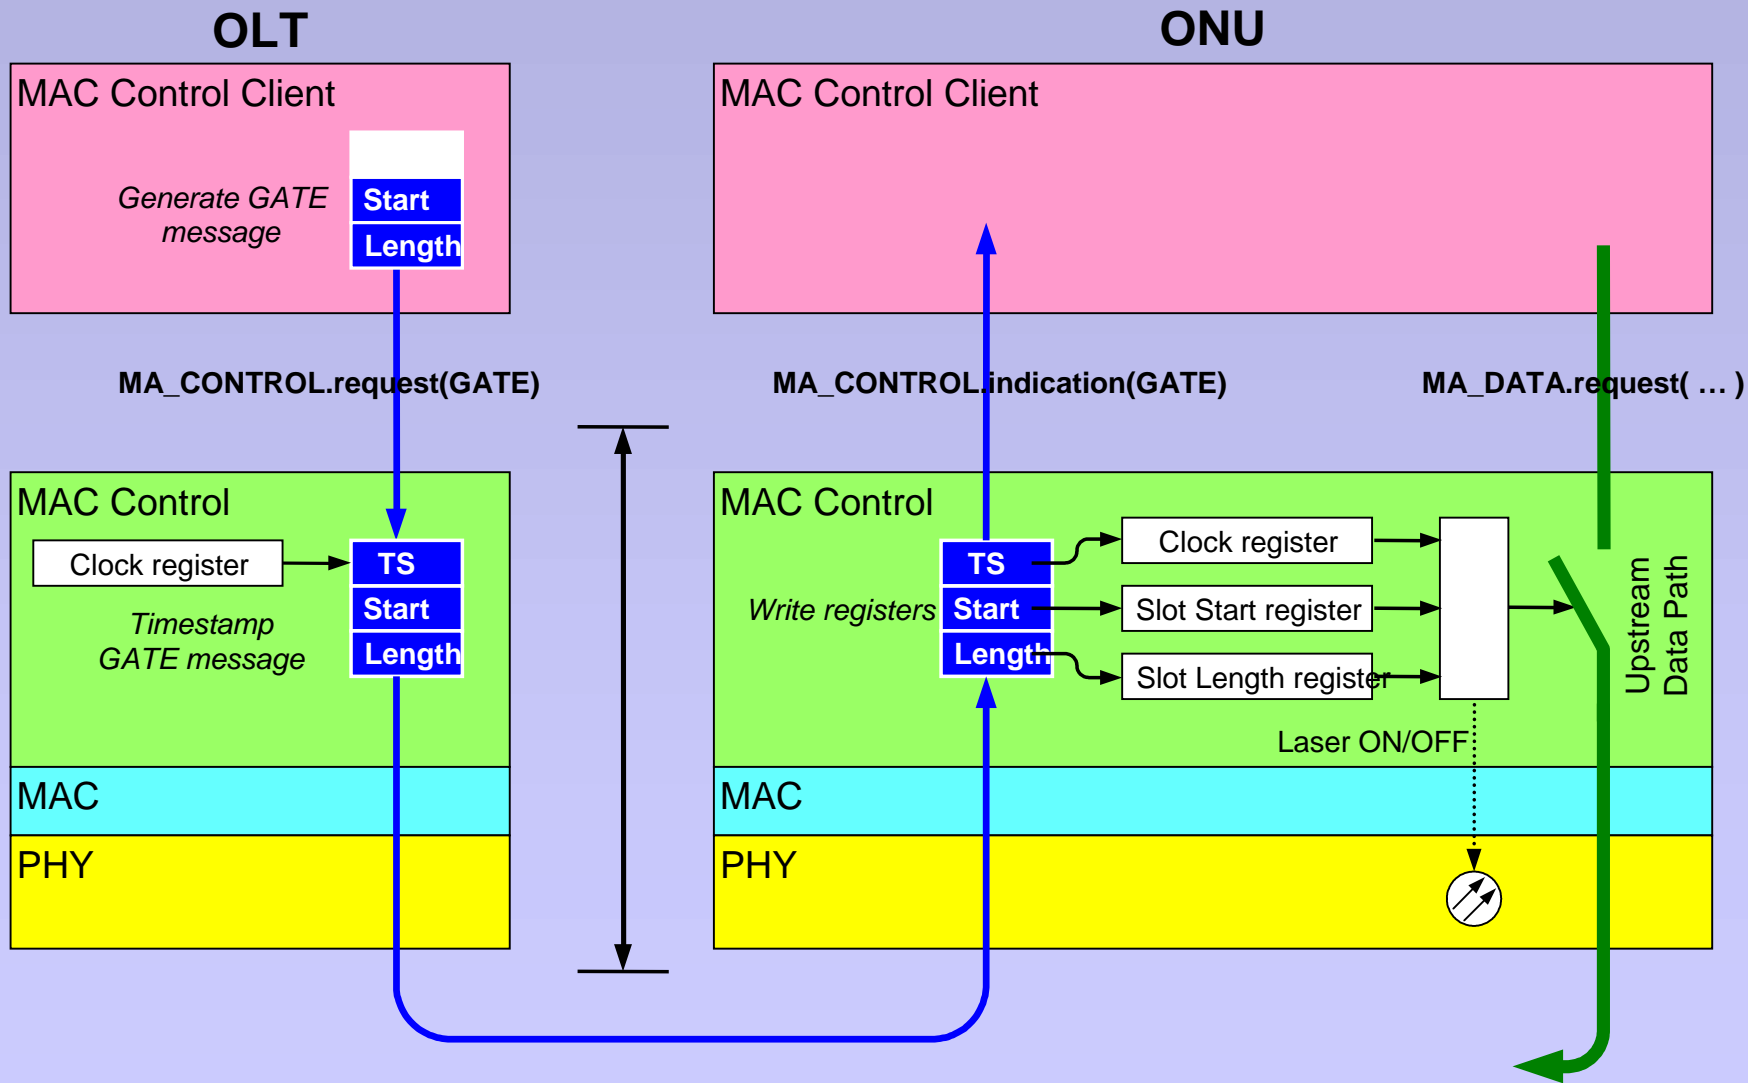 OLT
ONU
MAC Control Client
Generate GATE
message
Start
Length
MAC Control Client
MA_CONTROL.request(GATE)
MA_CONTROL.indication(GATE)
MA_DATA.request( ... )
MAC Control
Clock register
TS
Start
Length
Timestamp
GATE message
MAC
PHY
MAC Control
Write registers
TS
Start
Length
Clock register
Slot Start register
Slot Length register
Laser ON/OFF
Upstream
Data Path
MAC
PHY